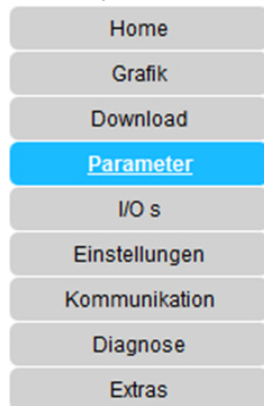 Home
Grafik
Download
Parameter
I/O s
Einstellungen
Kommunikation
Diagnose
Extras